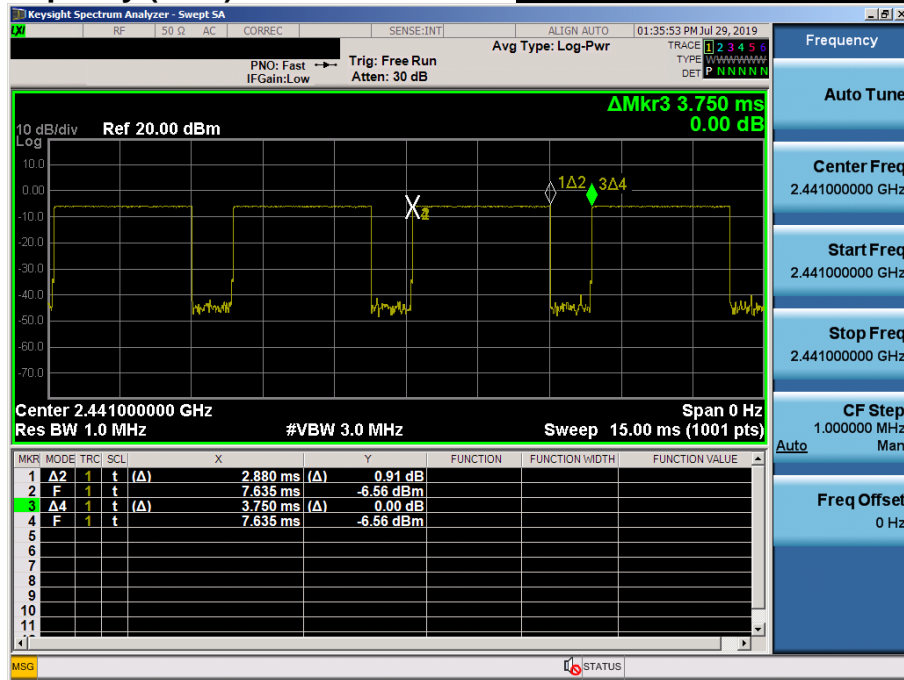 Keysight Spectrum Analyzer - Swept SA
LXI RF 50 Ω AC CORREC SENSE:INT ALIGN AUTO 01:35:53 PM Jul 29, 2019
Avg Type: Log-Pwr TRACE 1 2 3 4 5 6
PNO: Fast Trig: Free Run TYPE WWWWWW
IFGain:Low Atten: 30 dB DET P N N N N N
ΔMkr3 3.750 ms
0.00 dB
10 dB/div Ref 20.00 dBm
Log
10.0
1Δ2 3Δ4
0.00
-10.0
-20.0
-30.0
-40.0
-50.0
-60.0
-70.0
Center 2.441000000 GHz Span 0 Hz
Res BW 1.0 MHz #VBW 3.0 MHz Sweep 15.00 ms (1001 pts)
MKR MODE TRC SCL X Y FUNCTION FUNCTION WIDTH FUNCTION VALUE
1 Δ2 1 t (Δ) 2.880 ms (Δ) 0.91 dB
2 F 1 t 7.635 ms -6.56 dBm
3 Δ4 1 t (Δ) 3.750 ms (Δ) 0.00 dB
4 F 1 t 7.635 ms -6.56 dBm
5
6
7
8
9
10
11
MSG STATUS
Frequency
Auto Tune
Center Freq
2.441000000 GHz
Start Freq
2.441000000 GHz
Stop Freq
2.441000000 GHz
CF Step
1.000000 MHz
Auto Man
Freq Offset
0 Hz